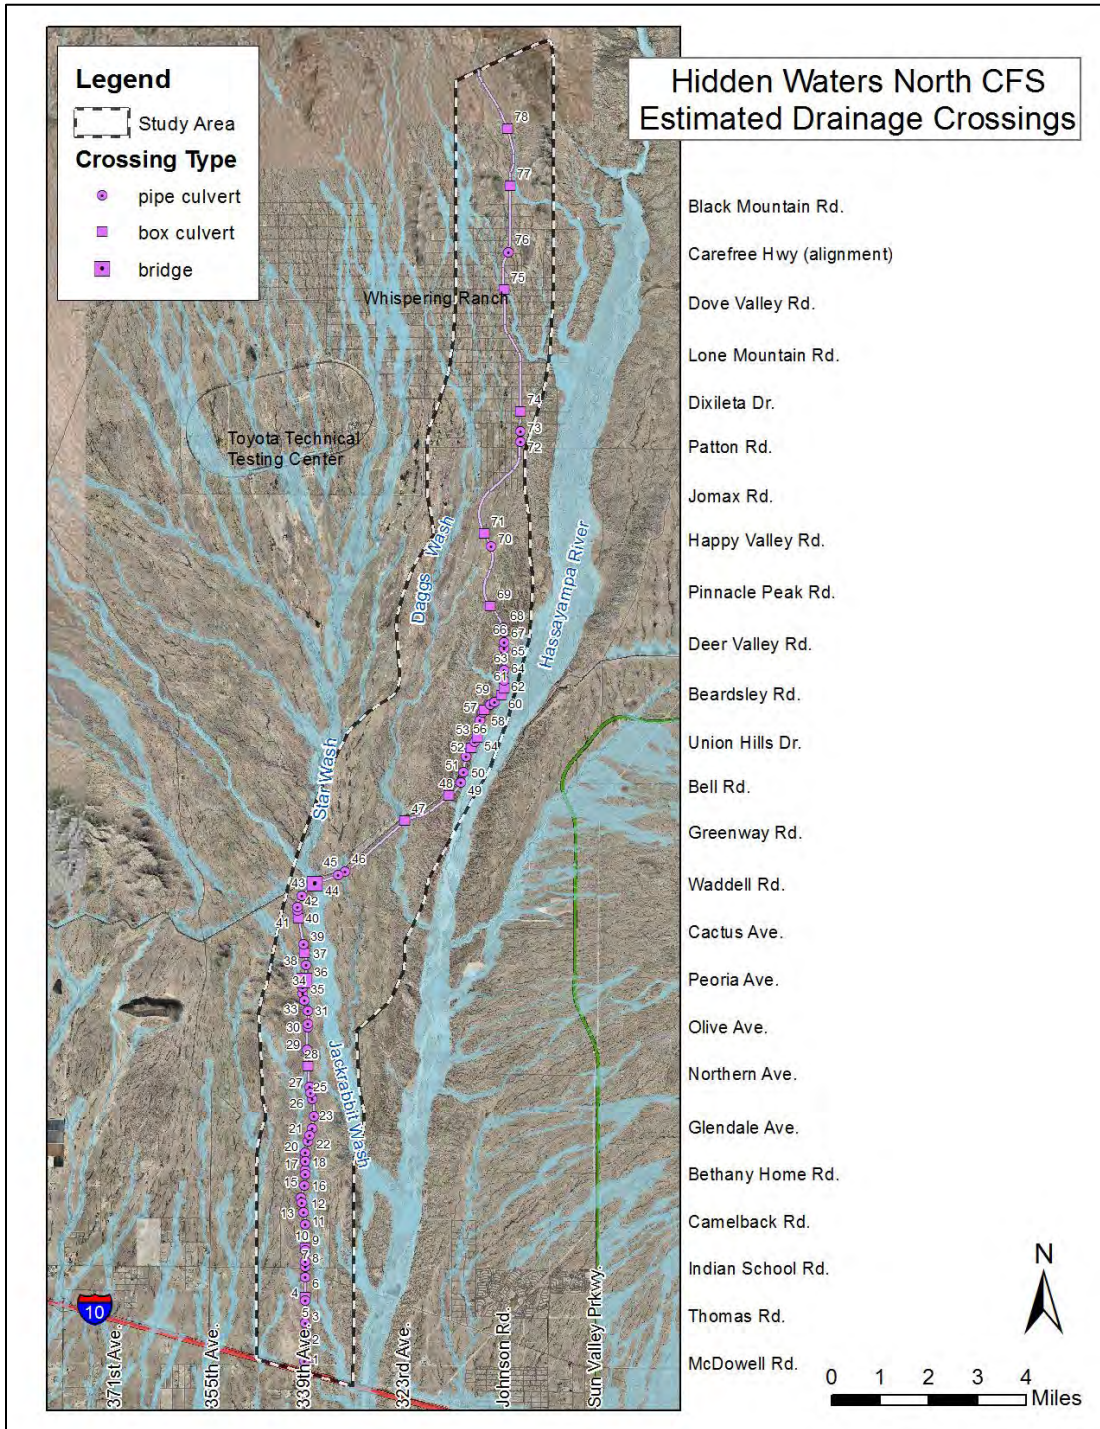 Hidden Waters North CFS
Estimated Drainage Crossings
Legend
Study Area
Crossing Type
pipe culvert
box culvert
bridge
Black Mountain Rd.
Carefree Hwy (alignment)
Dove Valley Rd.
Lone Mountain Rd.
Dixileta Dr.
Patton Rd.
Jomax Rd.
Happy Valley Rd.
Pinnacle Peak Rd.
Deer Valley Rd.
Beardsley Rd.
Union Hills Dr.
Bell Rd.
Greenway Rd.
Waddell Rd.
Cactus Ave.
Peoria Ave.
Olive Ave.
Northern Ave.
Glendale Ave.
Bethany Home Rd.
Camelback Rd.
Indian School Rd.
Thomas Rd.
McDowell Rd.
Whispering Ranch
Toyota Technical
Testing Center
Daggs Wash
Hassayampa River
Star Wash
Jackrabbit Wash
78
77
76
75
74
73
72
71
70
69
68
66
67
65
63
64
61
62
59
60
57
58
56
53
54
52
51
50
49
48
47
46
45
43
44
42
41
40
39
37
38
36
34
35
33
31
30
29
28
27
25
26
23
21
22
20
17
18
15
16
12
13
11
10
9
7
8
6
4
5
3
2
1
10
371st Ave.
355th Ave.
339th Ave.
323rd Ave.
Johnson Rd.
Sun Valley Prkwy.
N
0 1 2 3 4
Miles